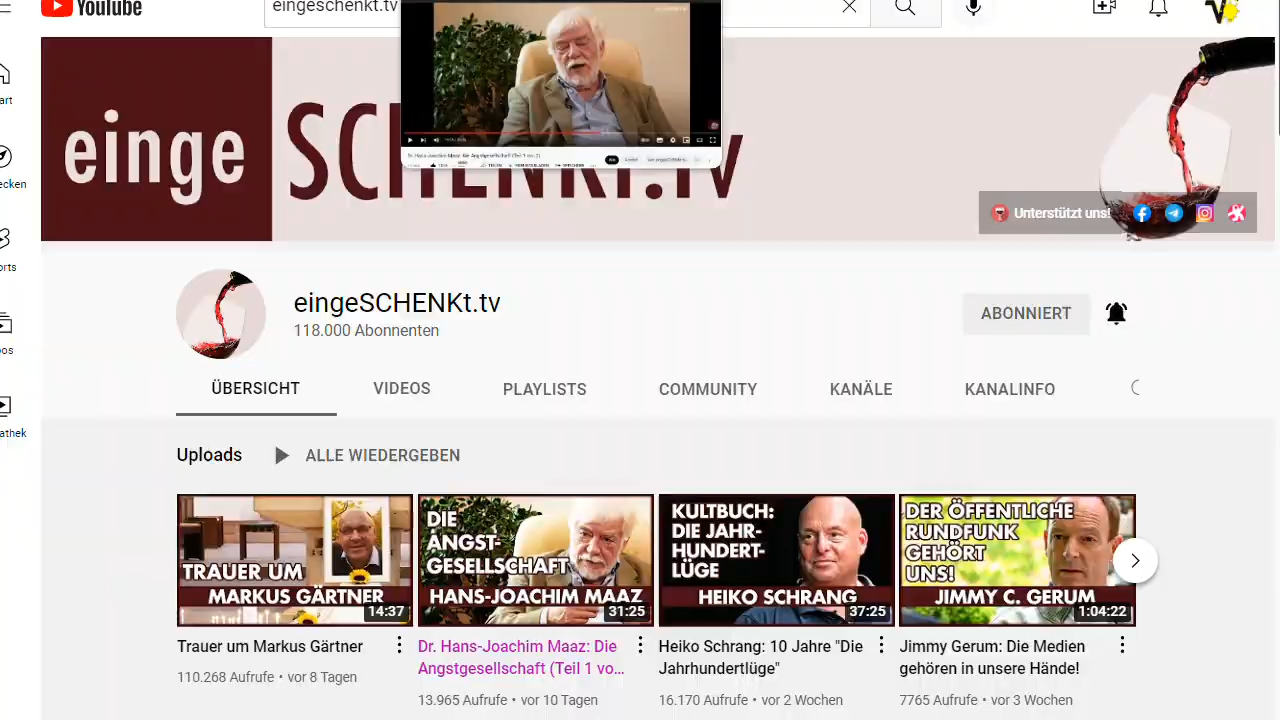 YouTube
eingeschenkt.tv
art
ecken
orts
eos
athek
einge SCHENKt.tv
Unterstützt uns!
eingeSCHENKt.tv
118.000 Abonnenten
ABONNIERT
ÜBERSICHT
VIDEOS
PLAYLISTS
COMMUNITY
KANÄLE
KANALINFO
Uploads
ALLE WIEDERGEBEN
TRAUER UM
MARKUS GÄRTNER
14:37
DIE
ANGST-
GESELLSCHAFT
HANS-JOACHIM MAAZ
31:25
KULTBUCH:
DIE JAHR-
HUNDERT-
LÜGE
HEIKO SCHRANG
37:25
DER ÖFFENTLICHE
RUNDFUNK
GEHÖRT
UNS!
JIMMY C. GERUM
1:04:22
Trauer um Markus Gärtner
110.268 Aufrufe • vor 8 Tagen
Dr. Hans-Joachim Maaz: Die
Angstgesellschaft (Teil 1 vo...
13.965 Aufrufe • vor 10 Tagen
Heiko Schrang: 10 Jahre "Die
Jahrhundertlüge"
16.170 Aufrufe • vor 2 Wochen
Jimmy Gerum: Die Medien
gehören in unsere Hände!
7765 Aufrufe • vor 3 Wochen